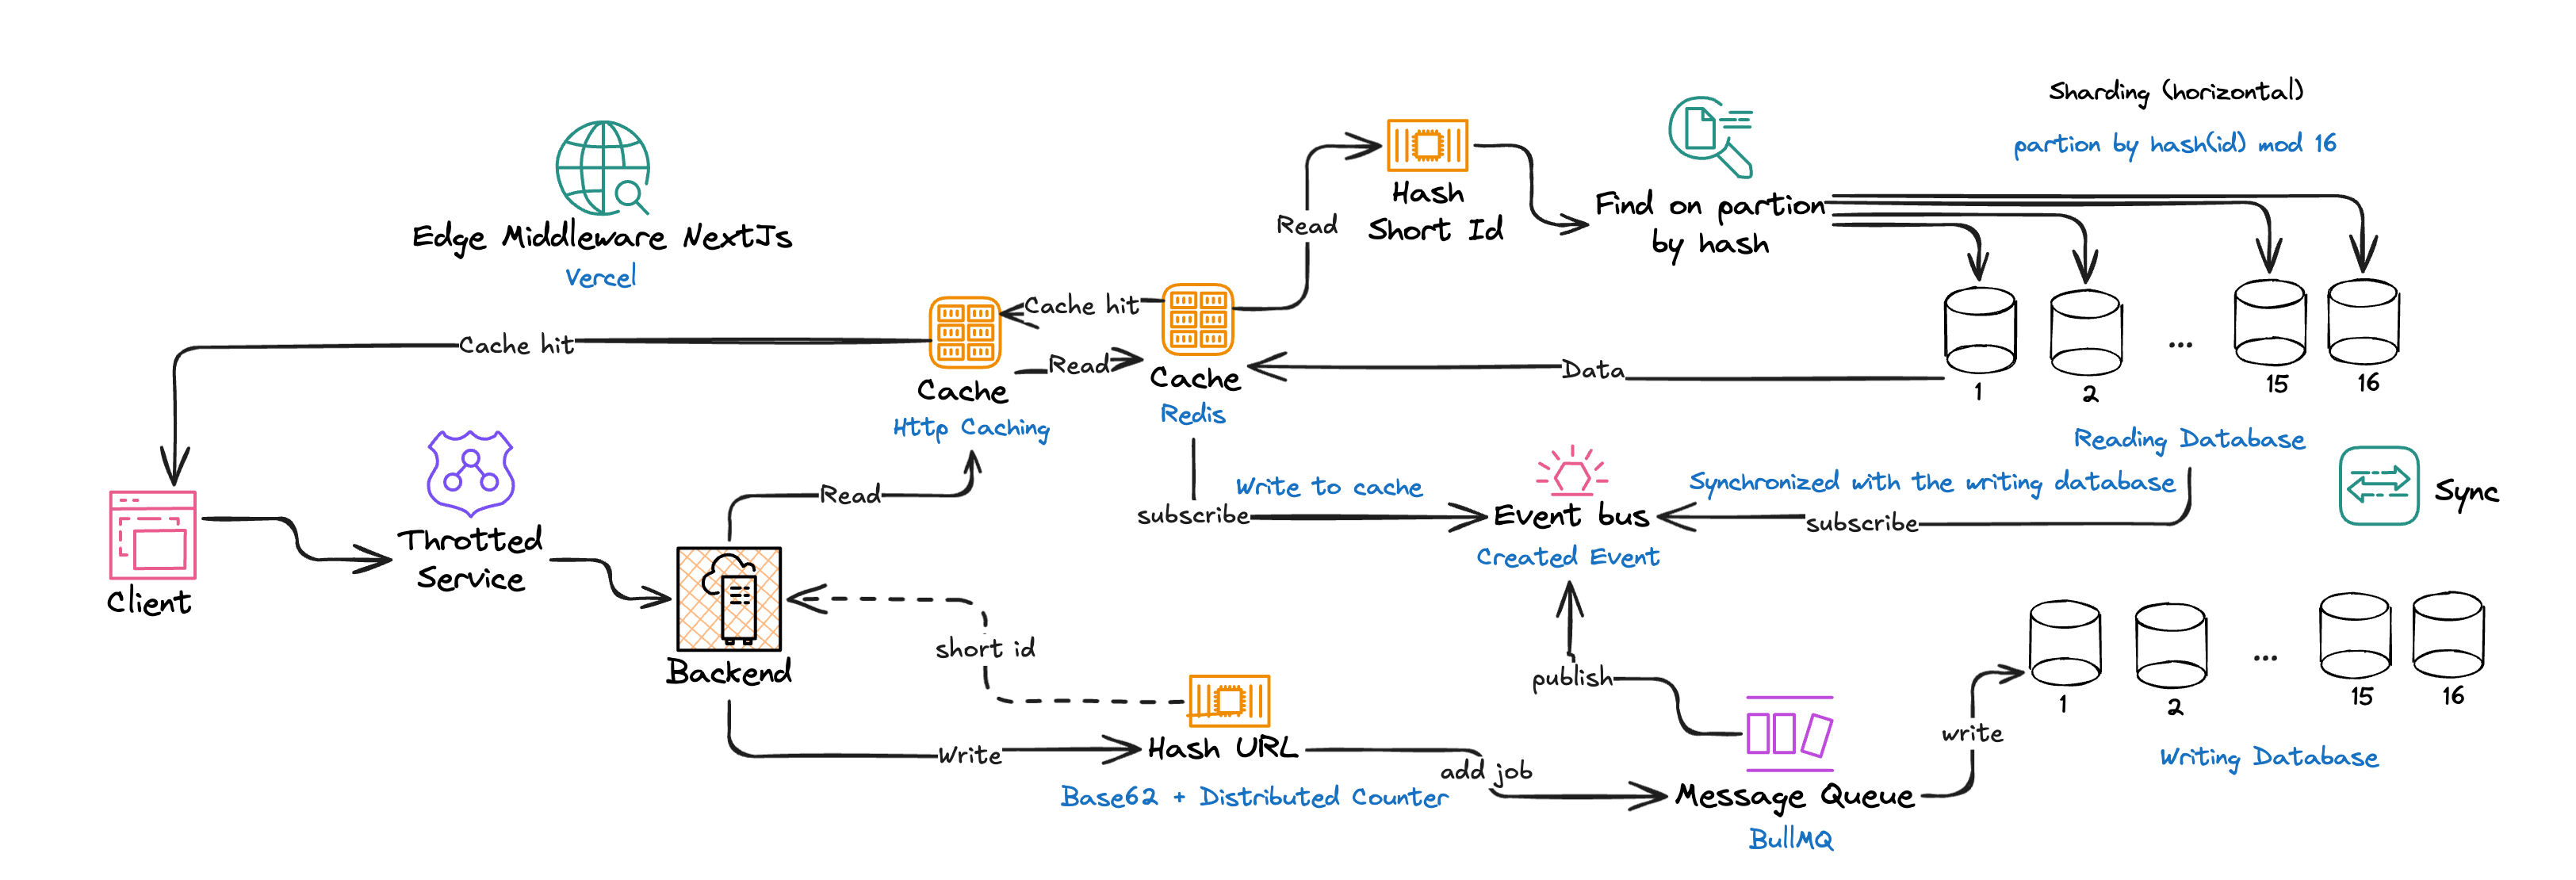 Sharding (horizontal)
partion by hash(id) mod 16
Edge Middleware NextJs
Vercel
Hash
Short Id
Read
Find on partion
by hash
Cache hit
Cache hit
Read
Cache
Http Caching
Cache
Redis
Data
1
2
...
15
16
Reading Database
Client
Throtted
Service
Read
Backend
subscribe
Write to cache
Event bus
Created Event
Synchronized with the writing database
subscribe
Sync
short id
Write
Hash URL
Base62 + Distributed Counter
add job
publish
Message Queue
BullMQ
write
1
2
...
15
16
Writing Database